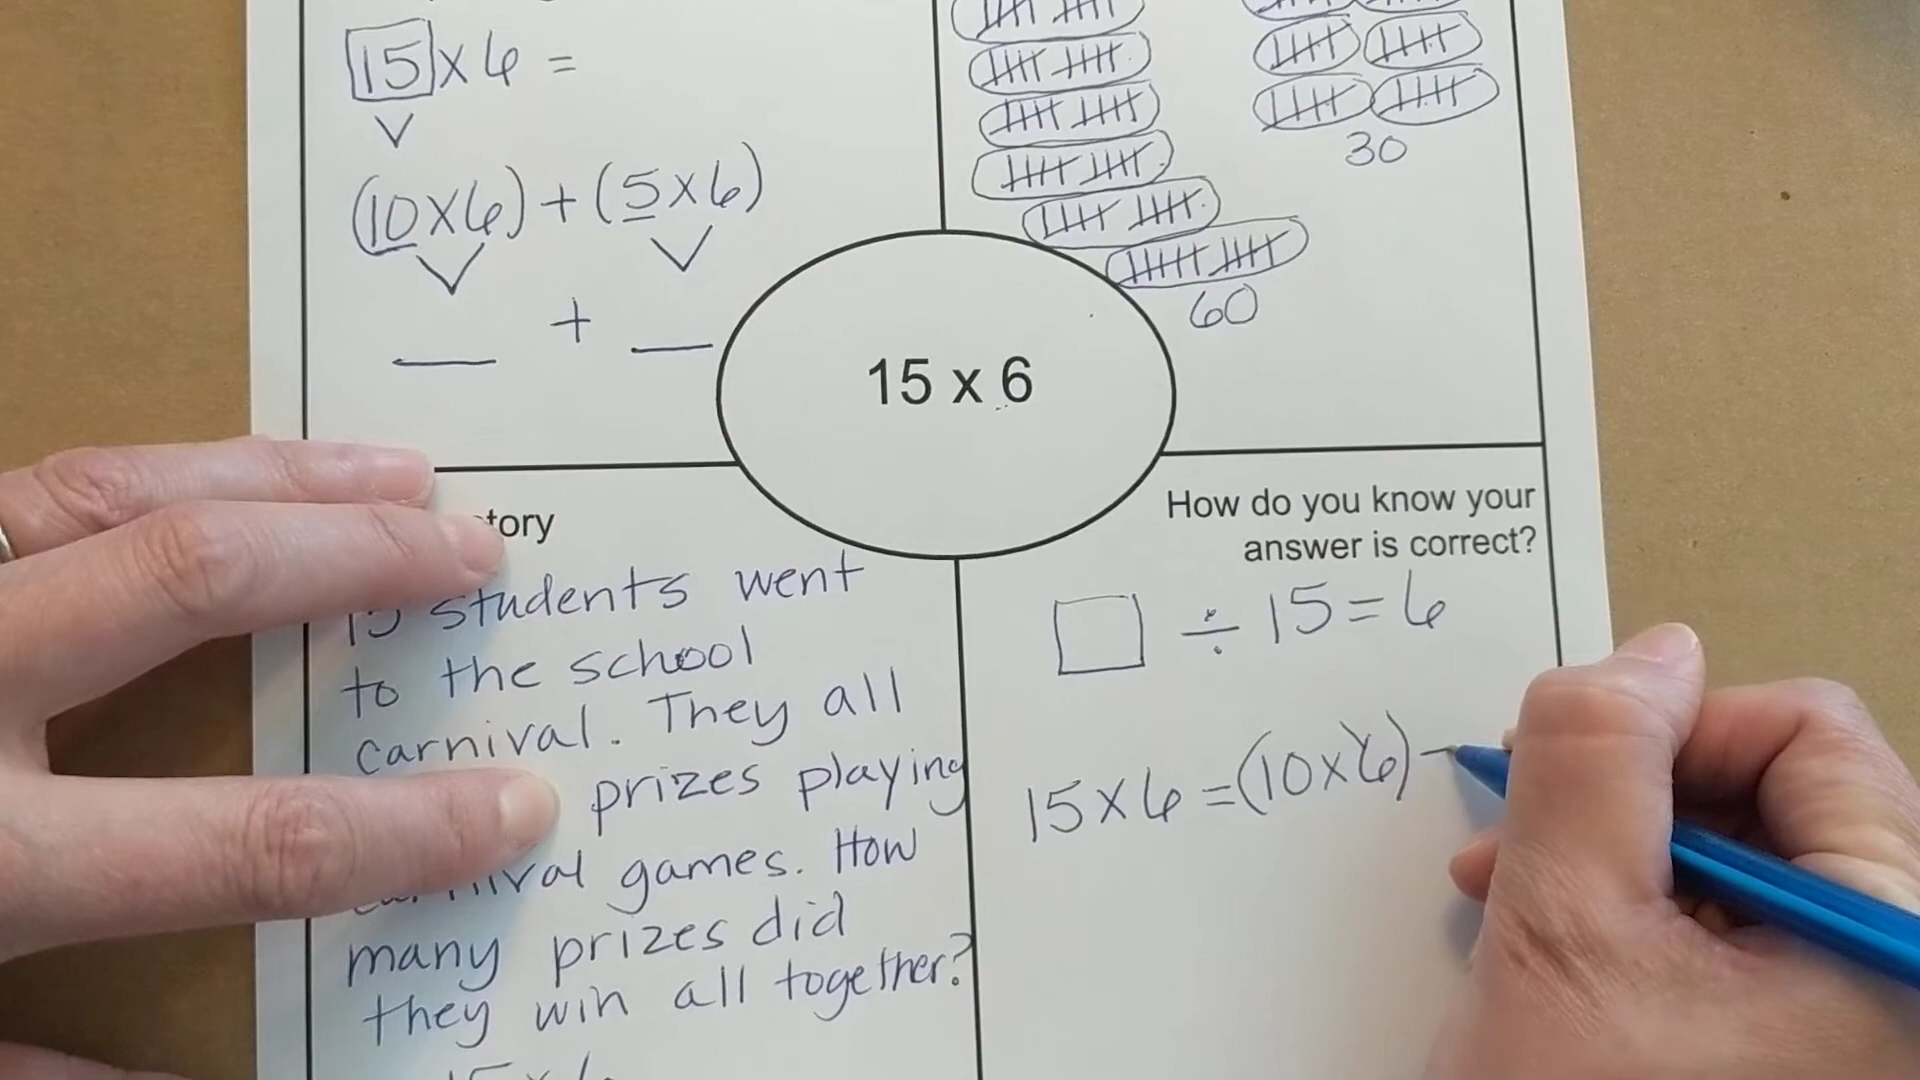 15 x 6 =
(10 x 6) + (5 x 6)
+
30
60
15 x 6
tory
15 students went
to the school
carnival. They all
prizes playing
games. How
many prizes did
they win all together?
How do you know your
answer is correct?
÷ 15 = 6
15 x 6 = (10 x 6) -